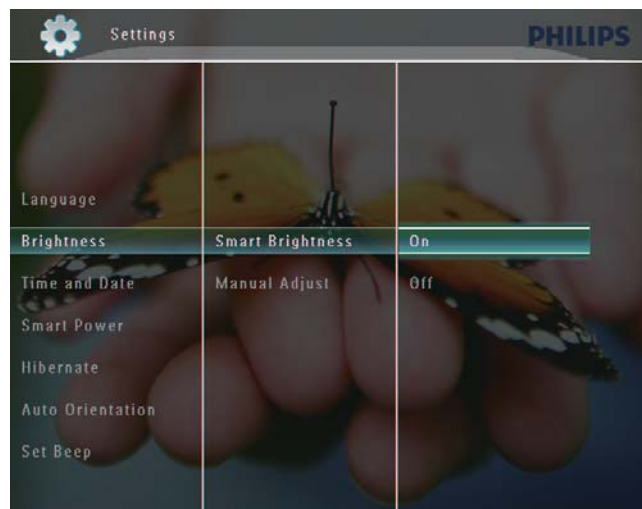 Settings
PHILIPS
Language
Brightness
Smart Brightness
On
Time and Date
Manual Adjust
Off
Smart Power
Hibernate
Auto Orientation
Set Beep